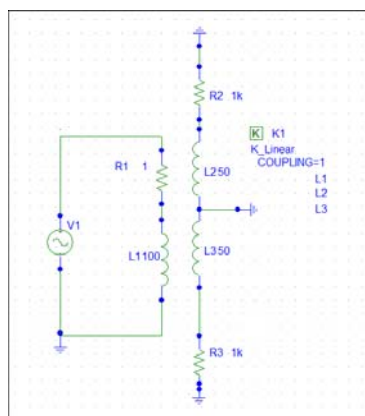 R2 1k
K K1
K_Linear
COUPLING=1
L1
L2
L3
R1 1
L250
V1
L1100
L350
R3 1k